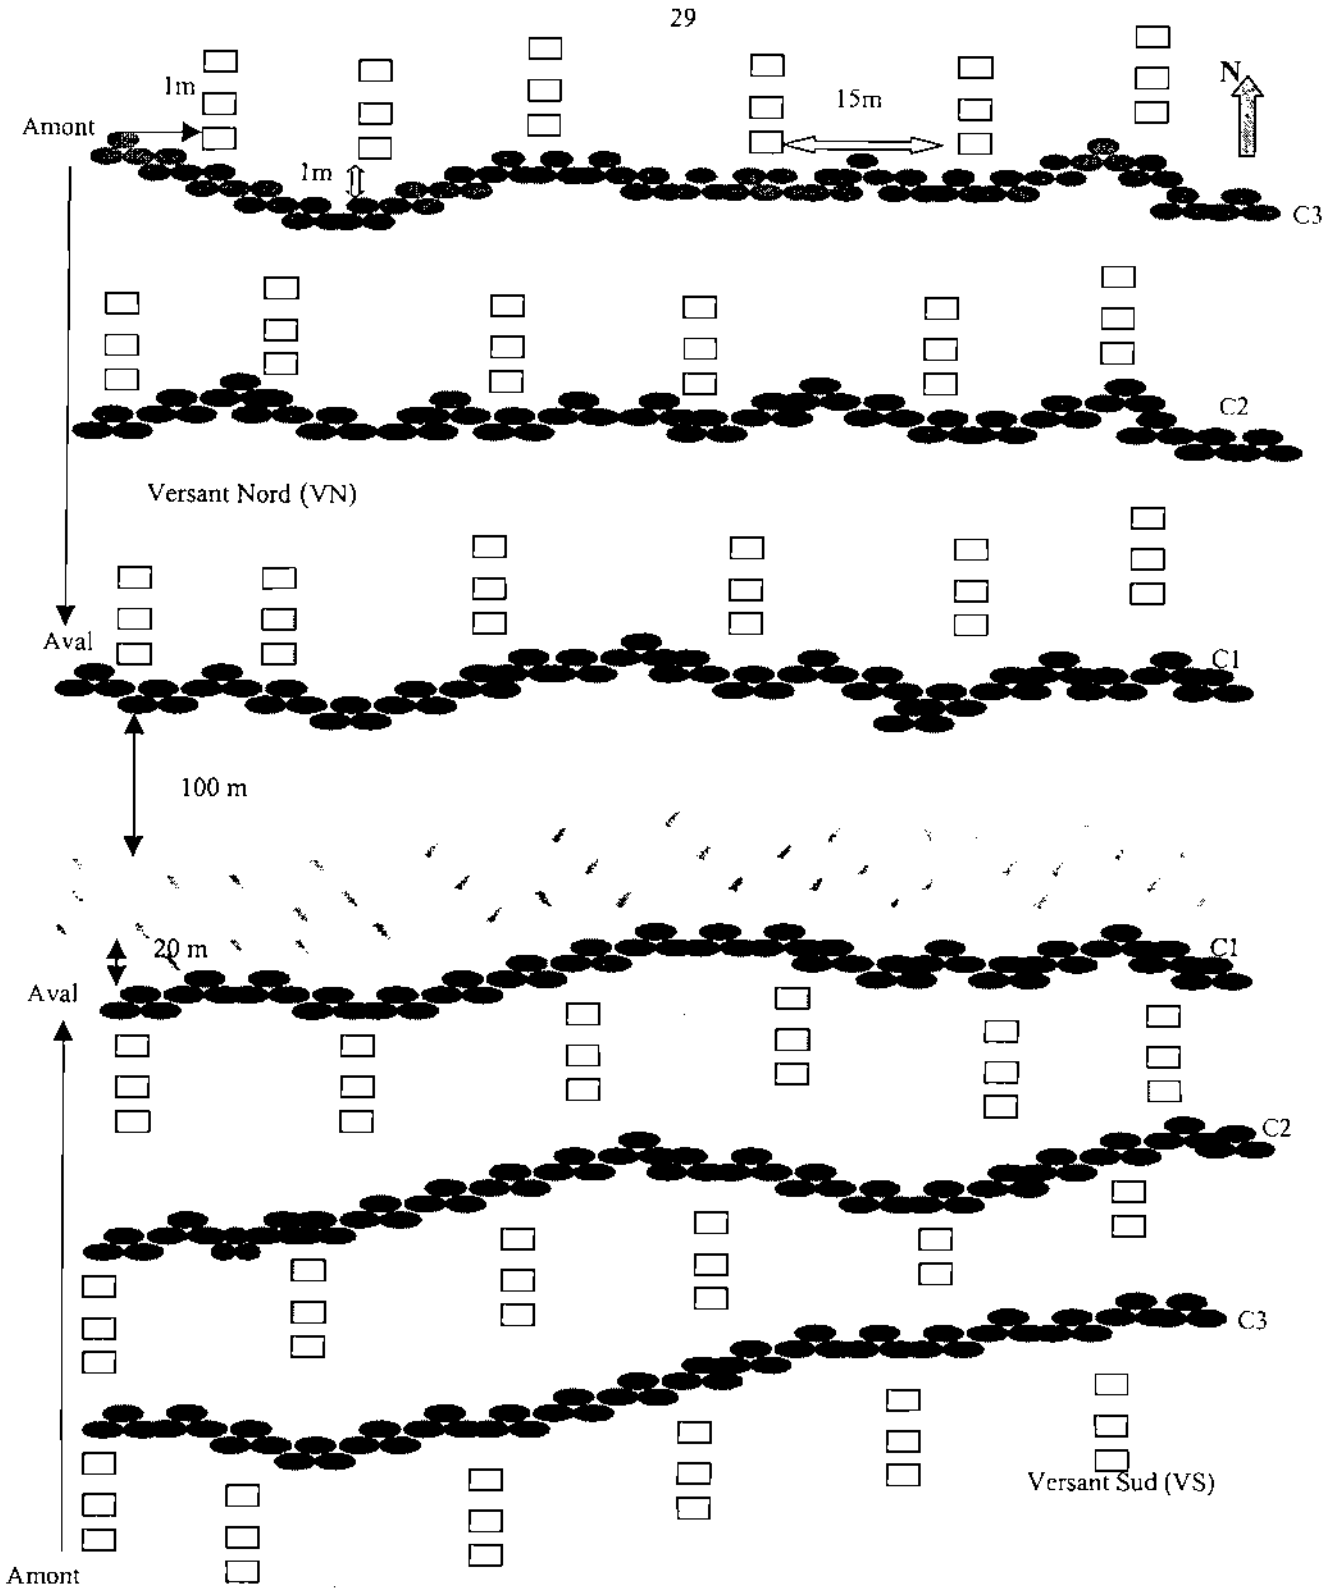 29
1m
N
15m
Amont
1m
C3
C2
Versant Nord (VN)
Aval
C1
100 m
20 m
C1
Aval
C2
C3
Versant Sud (VS)
Amont